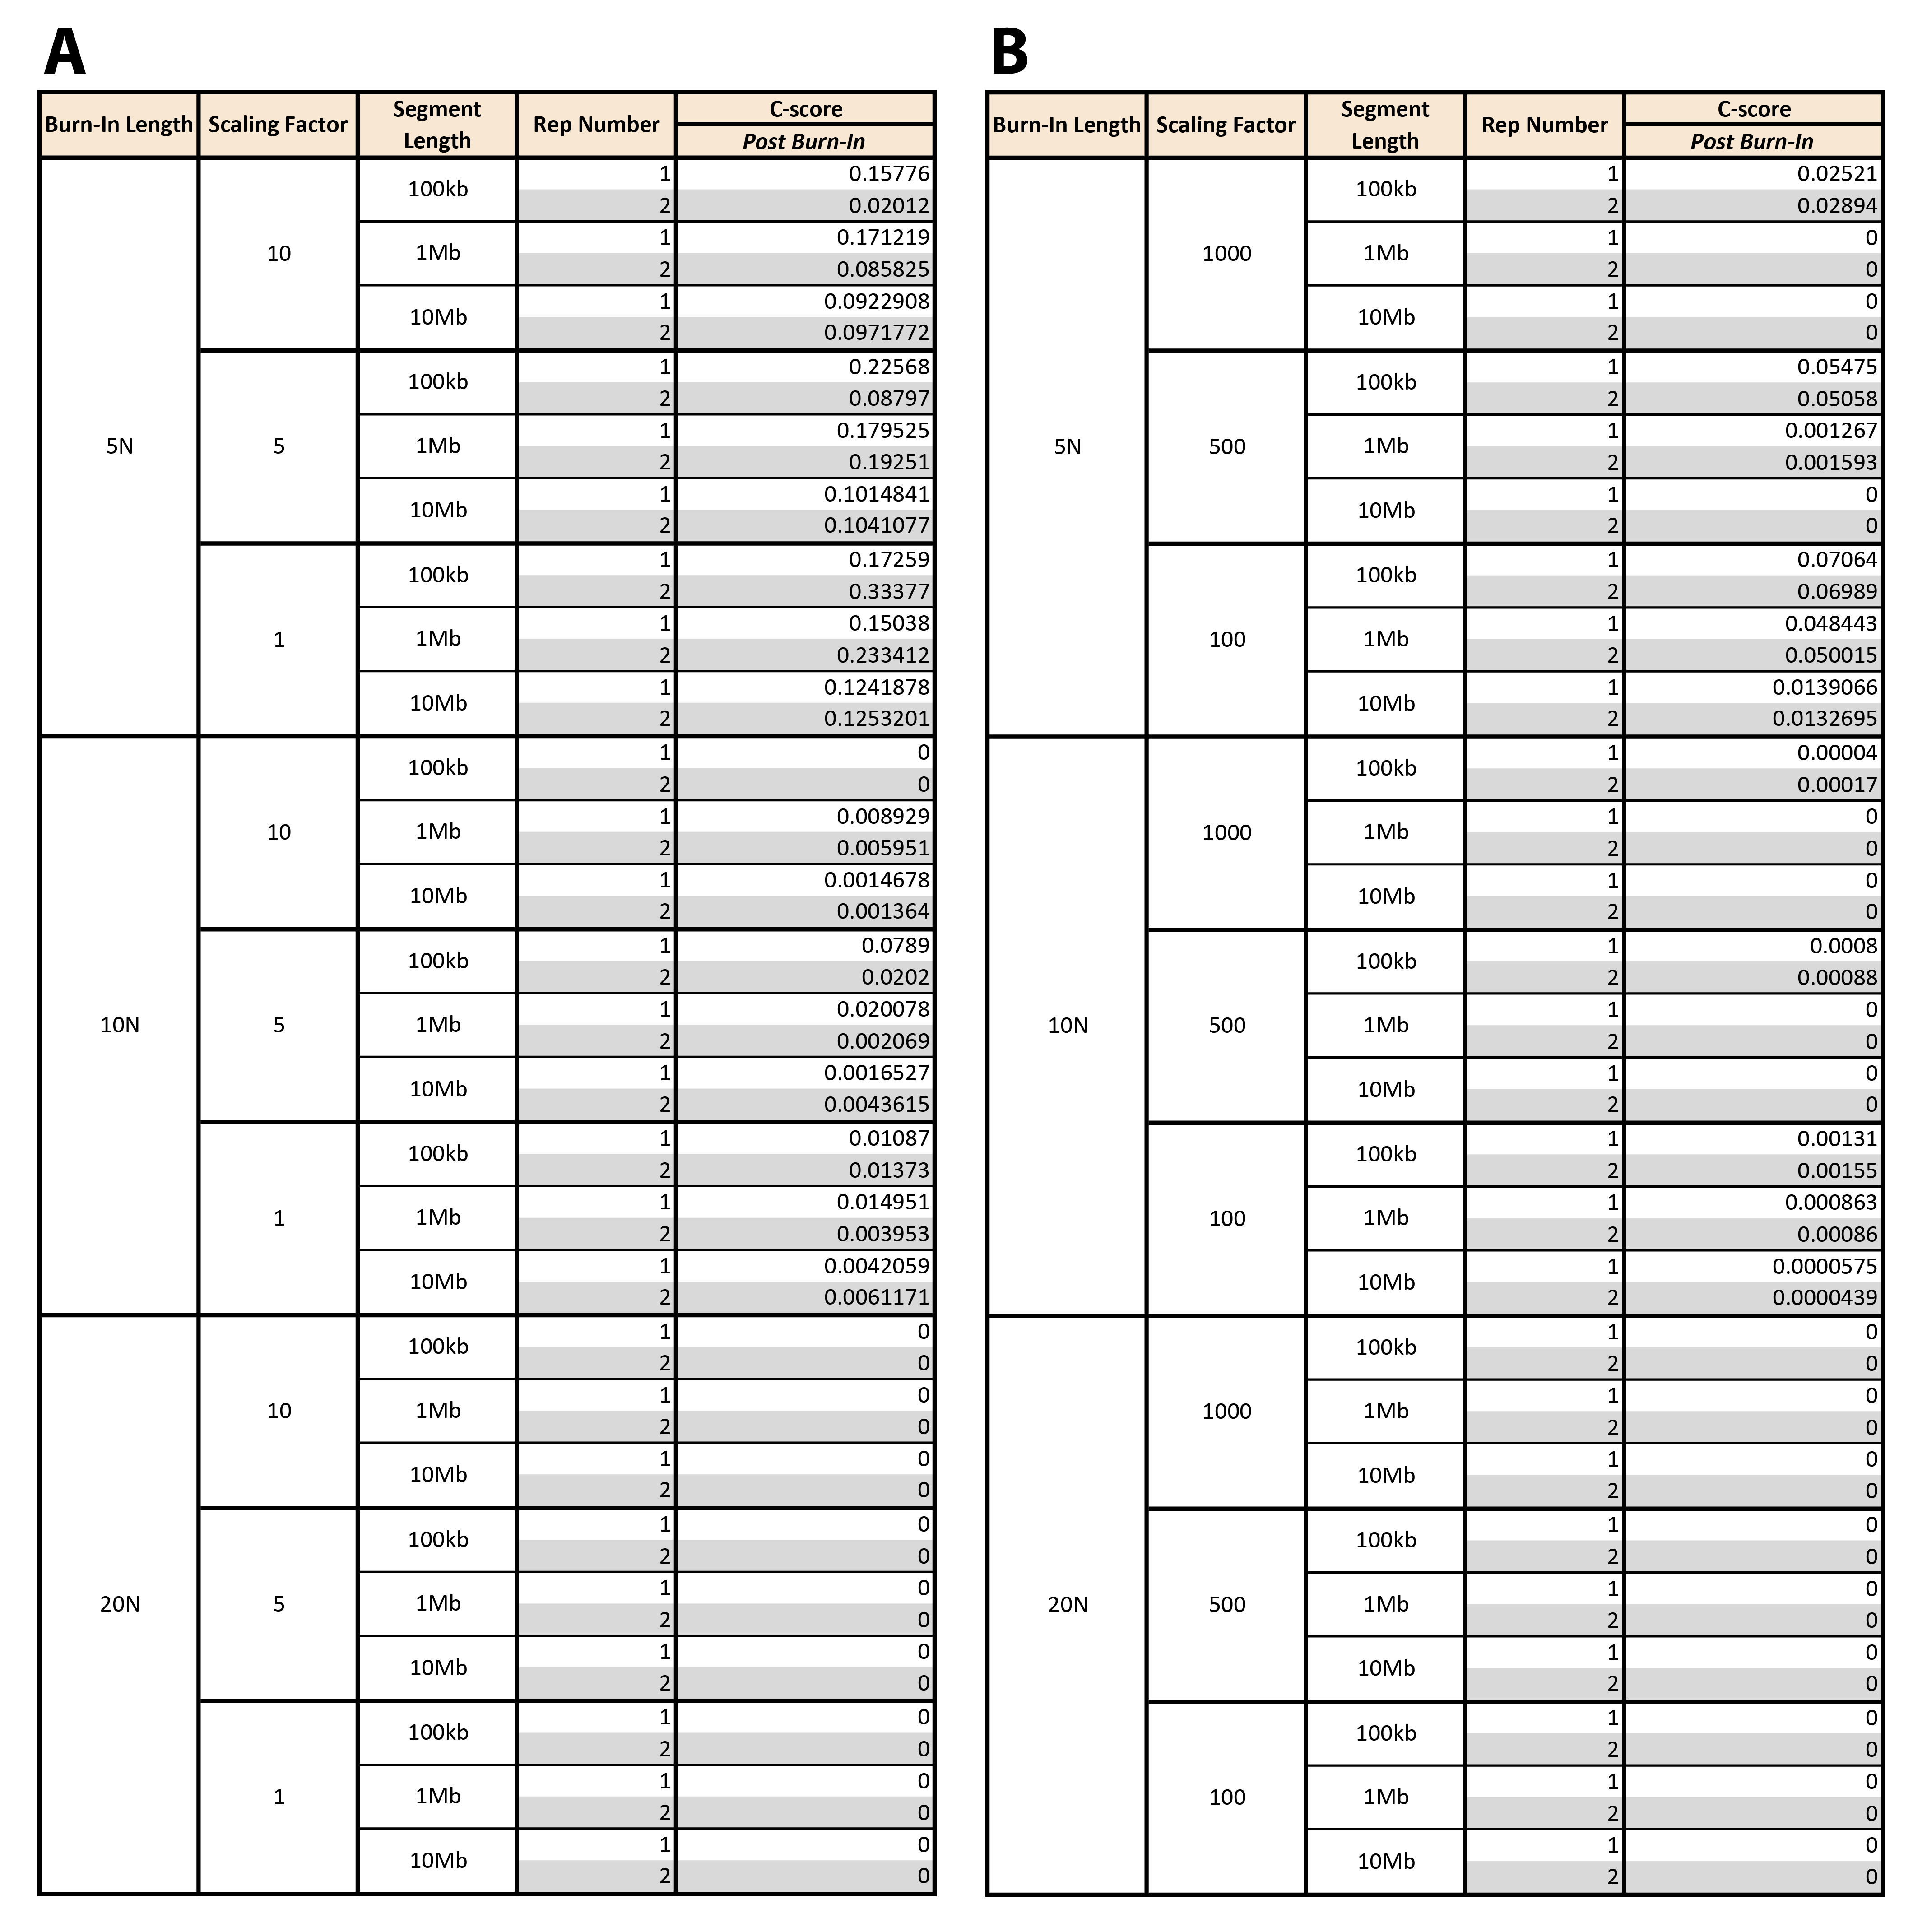 A
Burn-In Length Scaling Factor Segment Length Rep Number C-score
Post Burn-In
5N 10 100kb 1 0.15776
2 0.02012
1Mb 1 0.171219
2 0.085825
10Mb 1 0.0922908
2 0.0971772
5 100kb 1 0.22568
2 0.08797
1Mb 1 0.179525
2 0.19251
10Mb 1 0.1014841
2 0.1041077
1 100kb 1 0.17259
2 0.33377
1Mb 1 0.15038
2 0.233412
10Mb 1 0.1241878
2 0.1253201
10N 10 100kb 1 0
2 0
1Mb 1 0.008929
2 0.005951
10Mb 1 0.0014678
2 0.001364
5 100kb 1 0.0789
2 0.0202
1Mb 1 0.020078
2 0.002069
10Mb 1 0.0016527
2 0.0043615
1 100kb 1 0.01087
2 0.01373
1Mb 1 0.014951
2 0.003953
10Mb 1 0.0042059
2 0.0061171
20N 10 100kb 1 0
2 0
1Mb 1 0
2 0
10Mb 1 0
2 0
5 100kb 1 0
2 0
1Mb 1 0
2 0
10Mb 1 0
2 0
1 100kb 1 0
2 0
1Mb 1 0
2 0
10Mb 1 0
2 0
B
Burn-In Length Scaling Factor Segment Length Rep Number C-score
Post Burn-In
5N 1000 100kb 1 0.02521
2 0.02894
1Mb 1 0
2 0
10Mb 1 0
2 0
500 100kb 1 0.05475
2 0.05058
1Mb 1 0.001267
2 0.001593
10Mb 1 0
2 0
100 100kb 1 0.07064
2 0.06989
1Mb 1 0.048443
2 0.050015
10Mb 1 0.0139066
2 0.0132695
10N 1000 100kb 1 0.00004
2 0.00017
1Mb 1 0
2 0
10Mb 1 0
2 0
500 100kb 1 0.0008
2 0.00088
1Mb 1 0
2 0
10Mb 1 0
2 0
100 100kb 1 0.00131
2 0.00155
1Mb 1 0.000863
2 0.00086
10Mb 1 0.0000575
2 0.0000439
20N 1000 100kb 1 0
2 0
1Mb 1 0
2 0
10Mb 1 0
2 0
500 100kb 1 0
2 0
1Mb 1 0
2 0
10Mb 1 0
2 0
100 100kb 1 0
2 0
1Mb 1 0
2 0
10Mb 1 0
2 0